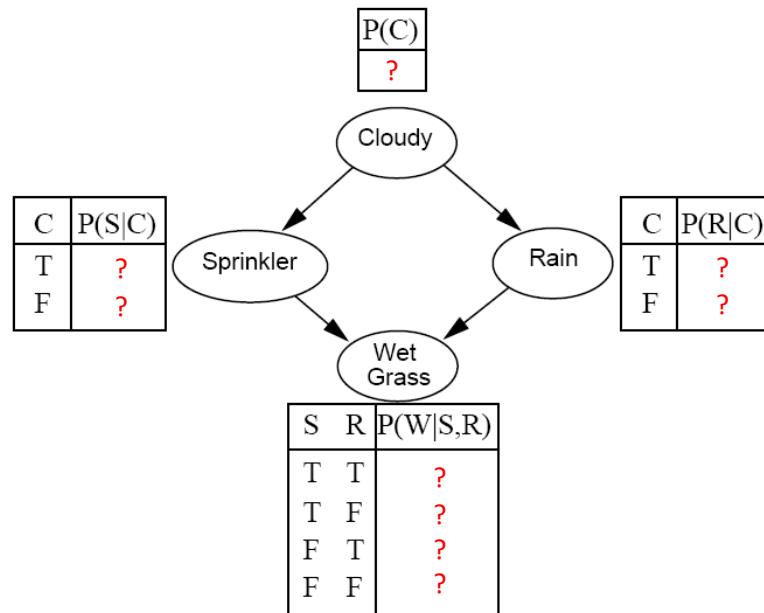 P(C)
?
Cloudy
C P(S|C)
T ?
F ?
Sprinkler
Rain
C P(R|C)
T ?
F ?
Wet
Grass
S R P(W|S,R)
T T ?
T F ?
F T ?
F F ?